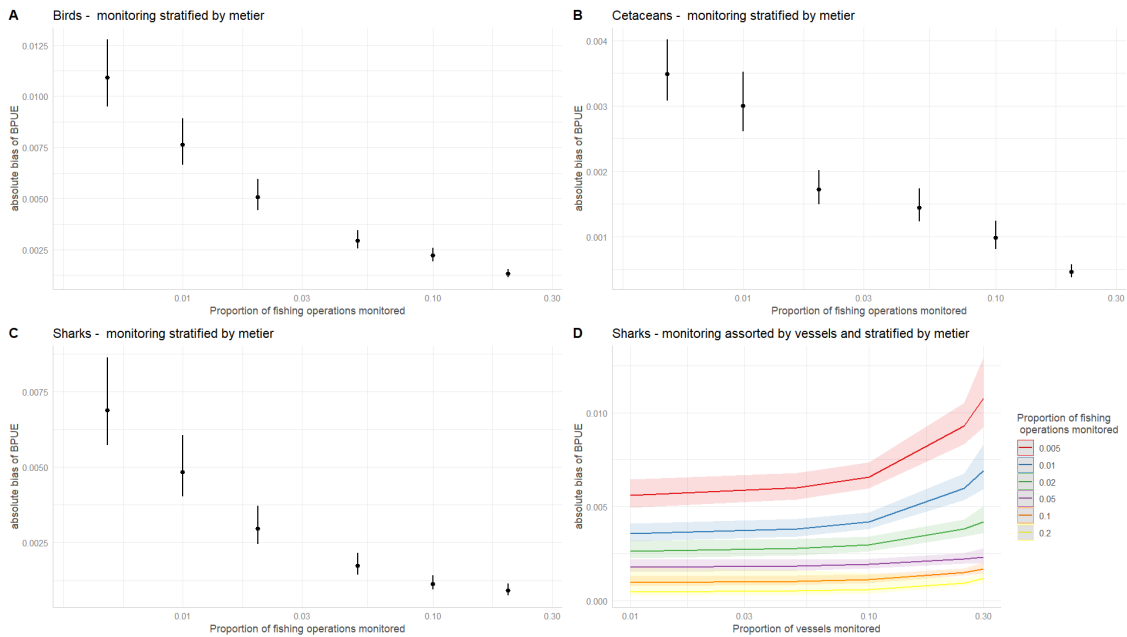 A Birds - monitoring stratified by metier
absolute bias of BPUE
0.0125
0.0100
0.0075
0.0050
0.0025
0.01 0.03 0.10 0.30
Proportion of fishing operations monitored
B Cetaceans - monitoring stratified by metier
absolute bias of BPUE
0.004
0.003
0.002
0.001
0.01 0.03 0.10 0.30
Proportion of fishing operations monitored
C Sharks - monitoring stratified by metier
absolute bias of BPUE
0.0075
0.0050
0.0025
0.01 0.03 0.10 0.30
Proportion of fishing operations monitored
D Sharks - monitoring assorted by vessels and stratified by metier
absolute bias of BPUE
0.010
0.005
0.000
0.01 0.03 0.10 0.30
Proportion of vessels monitored
Proportion of fishing
operations monitored
0.005
0.01
0.02
0.05
0.1
0.2